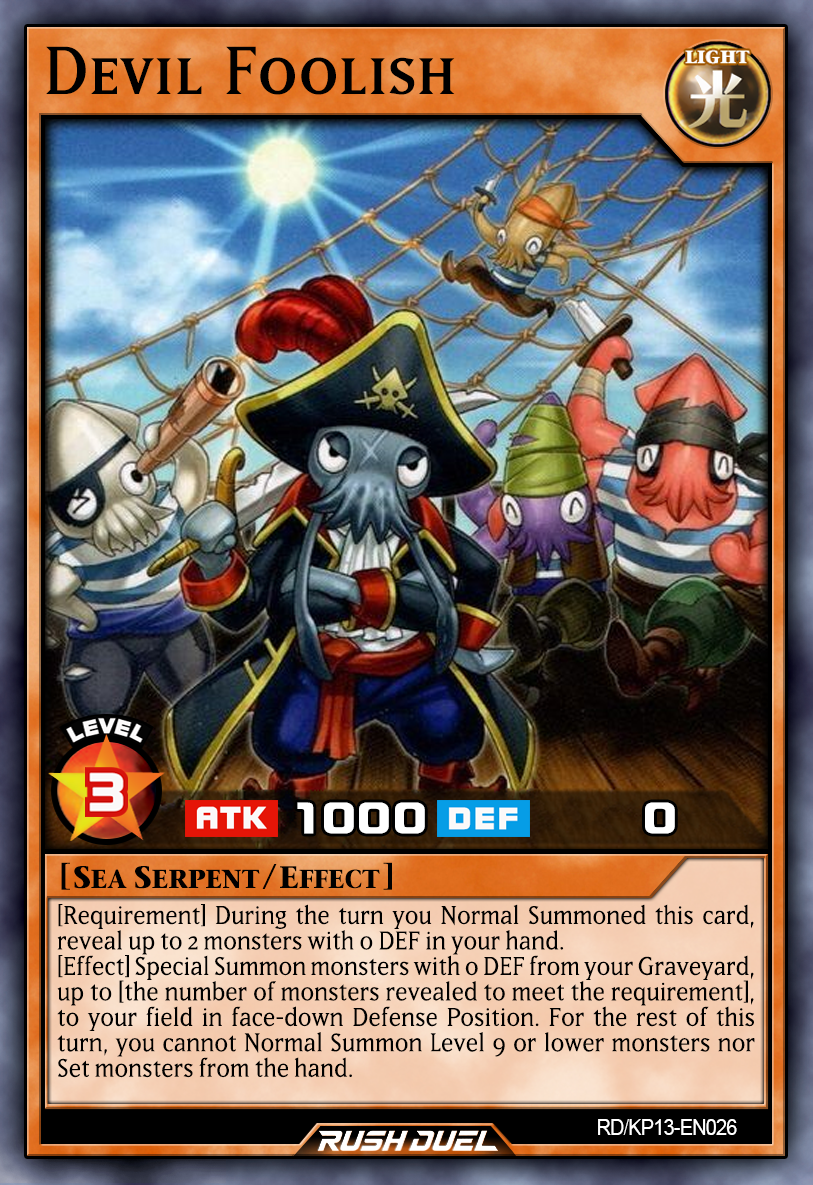 Devil Foolish
LIGHT
光
LEVEL
3
ATK 1000 DEF 0
[Sea Serpent/Effect]
[Requirement] During the turn you Normal Summoned this card,
reveal up to 2 monsters with 0 DEF in your hand.
[Effect] Special Summon monsters with 0 DEF from your Graveyard,
up to [the number of monsters revealed to meet the requirement],
to your field in face-down Defense Position. For the rest of this
turn, you cannot Normal Summon Level 9 or lower monsters nor
Set monsters from the hand.
RD/KP13-EN026
RUSH DUEL